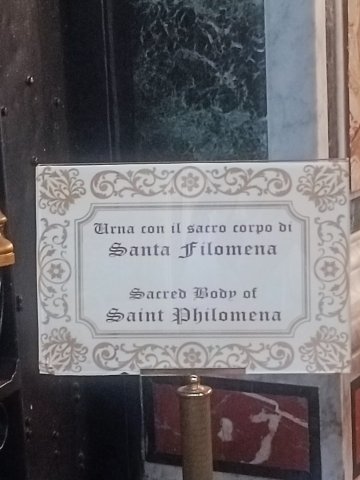 Urna con il sacro corpo di
Santa Filomena
Sacred Body of
Saint Philomena